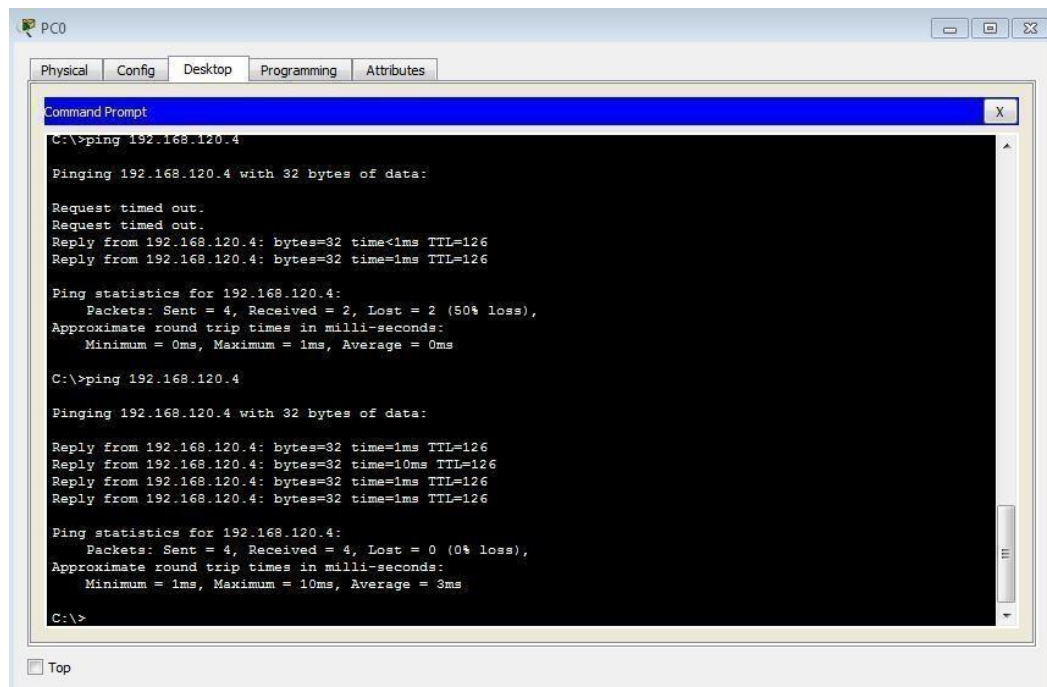 PC0
Physical Config Desktop Programming Attributes
Command Prompt
X
C:\>ping 192.168.120.4
Pinging 192.168.120.4 with 32 bytes of data:
Request timed out.
Request timed out.
Reply from 192.168.120.4: bytes=32 time<1ms TTL=126
Reply from 192.168.120.4: bytes=32 time=1ms TTL=126
Ping statistics for 192.168.120.4:
Packets: Sent = 4, Received = 2, Lost = 2 (50% loss),
Approximate round trip times in milli-seconds:
Minimum = 0ms, Maximum = 1ms, Average = 0ms
C:\>ping 192.168.120.4
Pinging 192.168.120.4 with 32 bytes of data:
Reply from 192.168.120.4: bytes=32 time=1ms TTL=126
Reply from 192.168.120.4: bytes=32 time=10ms TTL=126
Reply from 192.168.120.4: bytes=32 time=1ms TTL=126
Reply from 192.168.120.4: bytes=32 time=1ms TTL=126
Ping statistics for 192.168.120.4:
Packets: Sent = 4, Received = 4, Lost = 0 (0% loss),
Approximate round trip times in milli-seconds:
Minimum = 1ms, Maximum = 10ms, Average = 3ms
C:\>
Top